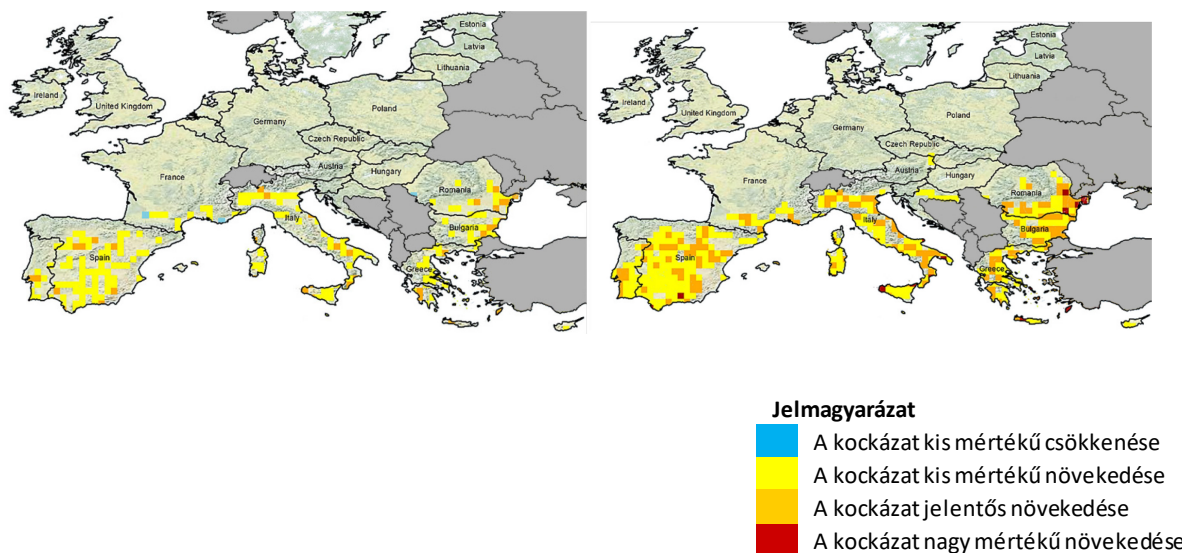 Estonia
Latvia
Lithuania
Ireland
United Kingdom
Poland
Germany
Czech Republic
Austria
Hungary
France
Romania
Italy
Bulgaria
Spain
Greece
Estonia
Latvia
Lithuania
Ireland
United Kingdom
Poland
Germany
Czech Republic
Austria
Hungary
France
Romania
Italy
Bulgaria
Spain
Greece
Jelmagyarázat
A kockázat kis mértékű csökkenése
A kockázat kis mértékű növekedése
A kockázat jelentős növekedése
A kockázat nagy mértékű növekedése